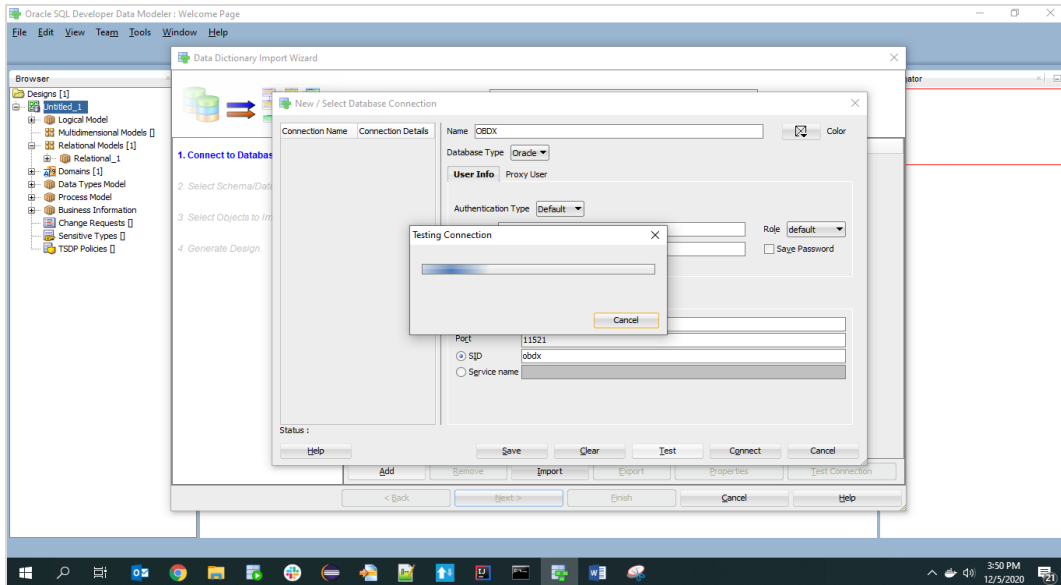 Oracle SQL Developer Data Modeler : Welcome Page
File Edit View Team Tools Window Help
Data Dictionary Import Wizard
Browser
Designs [1]
Untitled_1
Logical Model
Multidimensional Models []
Relational Models [1]
Relational_1
Domains [1]
Data Types Model
Process Model
Business Information
Change Requests []
Sensitive Types []
TSDP Policies []
ator
1. Connect to Databas
2. Select Schema/Data
3. Select Objects to Im
4. Generate Design.
New / Select Database Connection
Connection Name Connection Details
Name OBDX
Color
Database Type Oracle
User Info Proxy User
Authentication Type Default
Role default
Save Password
Testing Connection
Cancel
Port 11521
SID obdx
Service name
Status :
Help Save Clear Test Connect Cancel
Add Remove Import Export Properties Test Connection
< Back Next > Finish Cancel Help
3:50 PM
12/5/2020
21